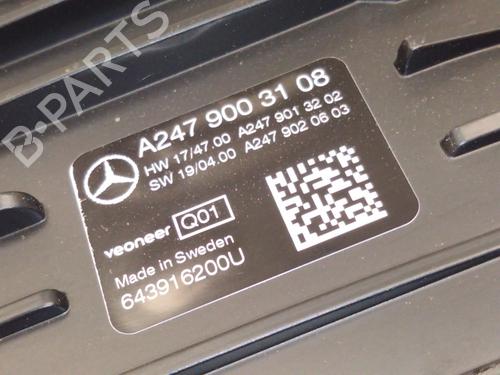 B-PARTS
A247 900 31 08
HW 17/47.00 A247 901 32 02
SW 19/04.00 A247 902 06 03
veoneer Q01
Made in Sweden
643916200U